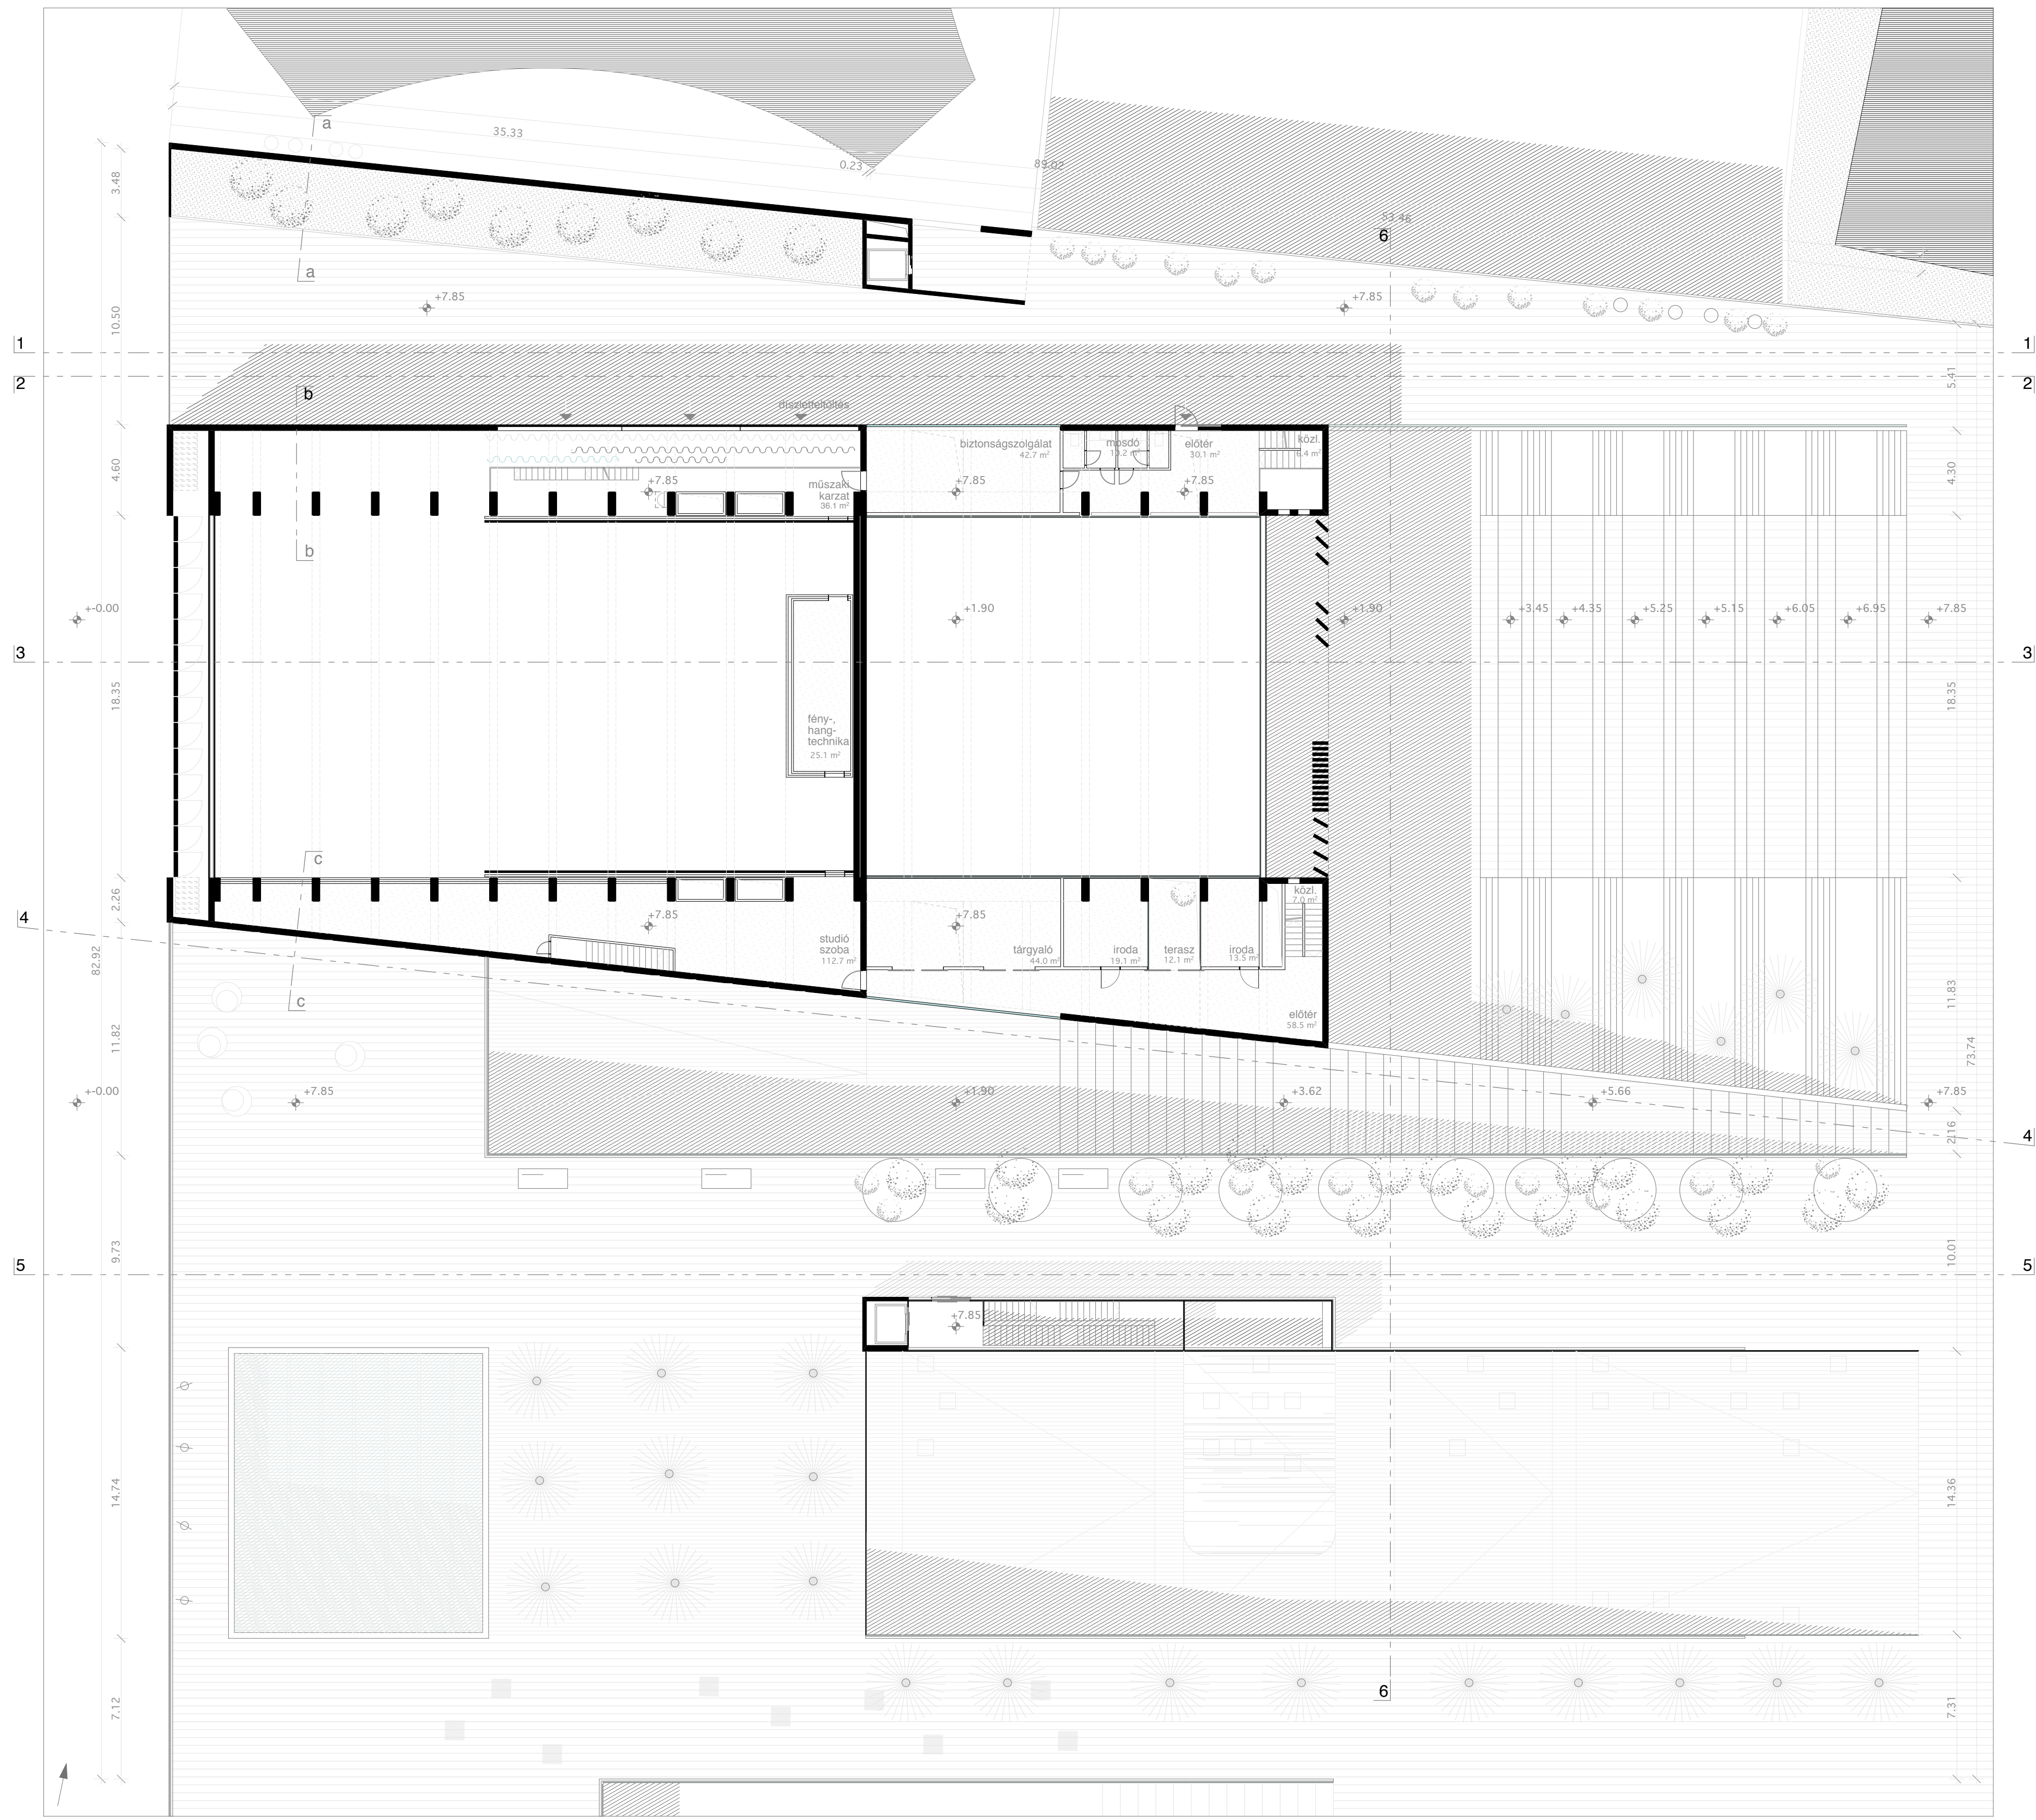 a
35.33
0.23
89.02
3.48
53.46
6
a
+7.85
+7.85
10.50
1
1
2
2
5.41
b
díszletfeltöltés
biztonságszolgálat
42.7 m²
mosdó
előtér
30.1 m²
közl.
6.4 m²
4.60
4.30
műszaki
karzat
36.1 m²
+7.85
+7.85
+7.85
b
+-0.00
+1.90
+1.90
+3.45
+4.35
+5.25
+5.15
+6.05
+6.95
+7.85
3
3
18.35
18.35
fény-,
hang-
technika
25.1 m²
c
2.26
közl.
7.0 m²
4
+7.85
+7.85
studió
szoba
112.7 m²
tárgyaló
44.0 m²
iroda
19.1 m²
terasz
12.1 m²
iroda
13.5 m²
82.92
c
előtér
58.5 m²
11.82
11.83
73.74
+-0.00
+7.85
+1.90
+3.62
+5.66
+7.85
2.16
4
9.73
10.01
5
5
+7.85
14.74
14.36
6
7.12
7.31